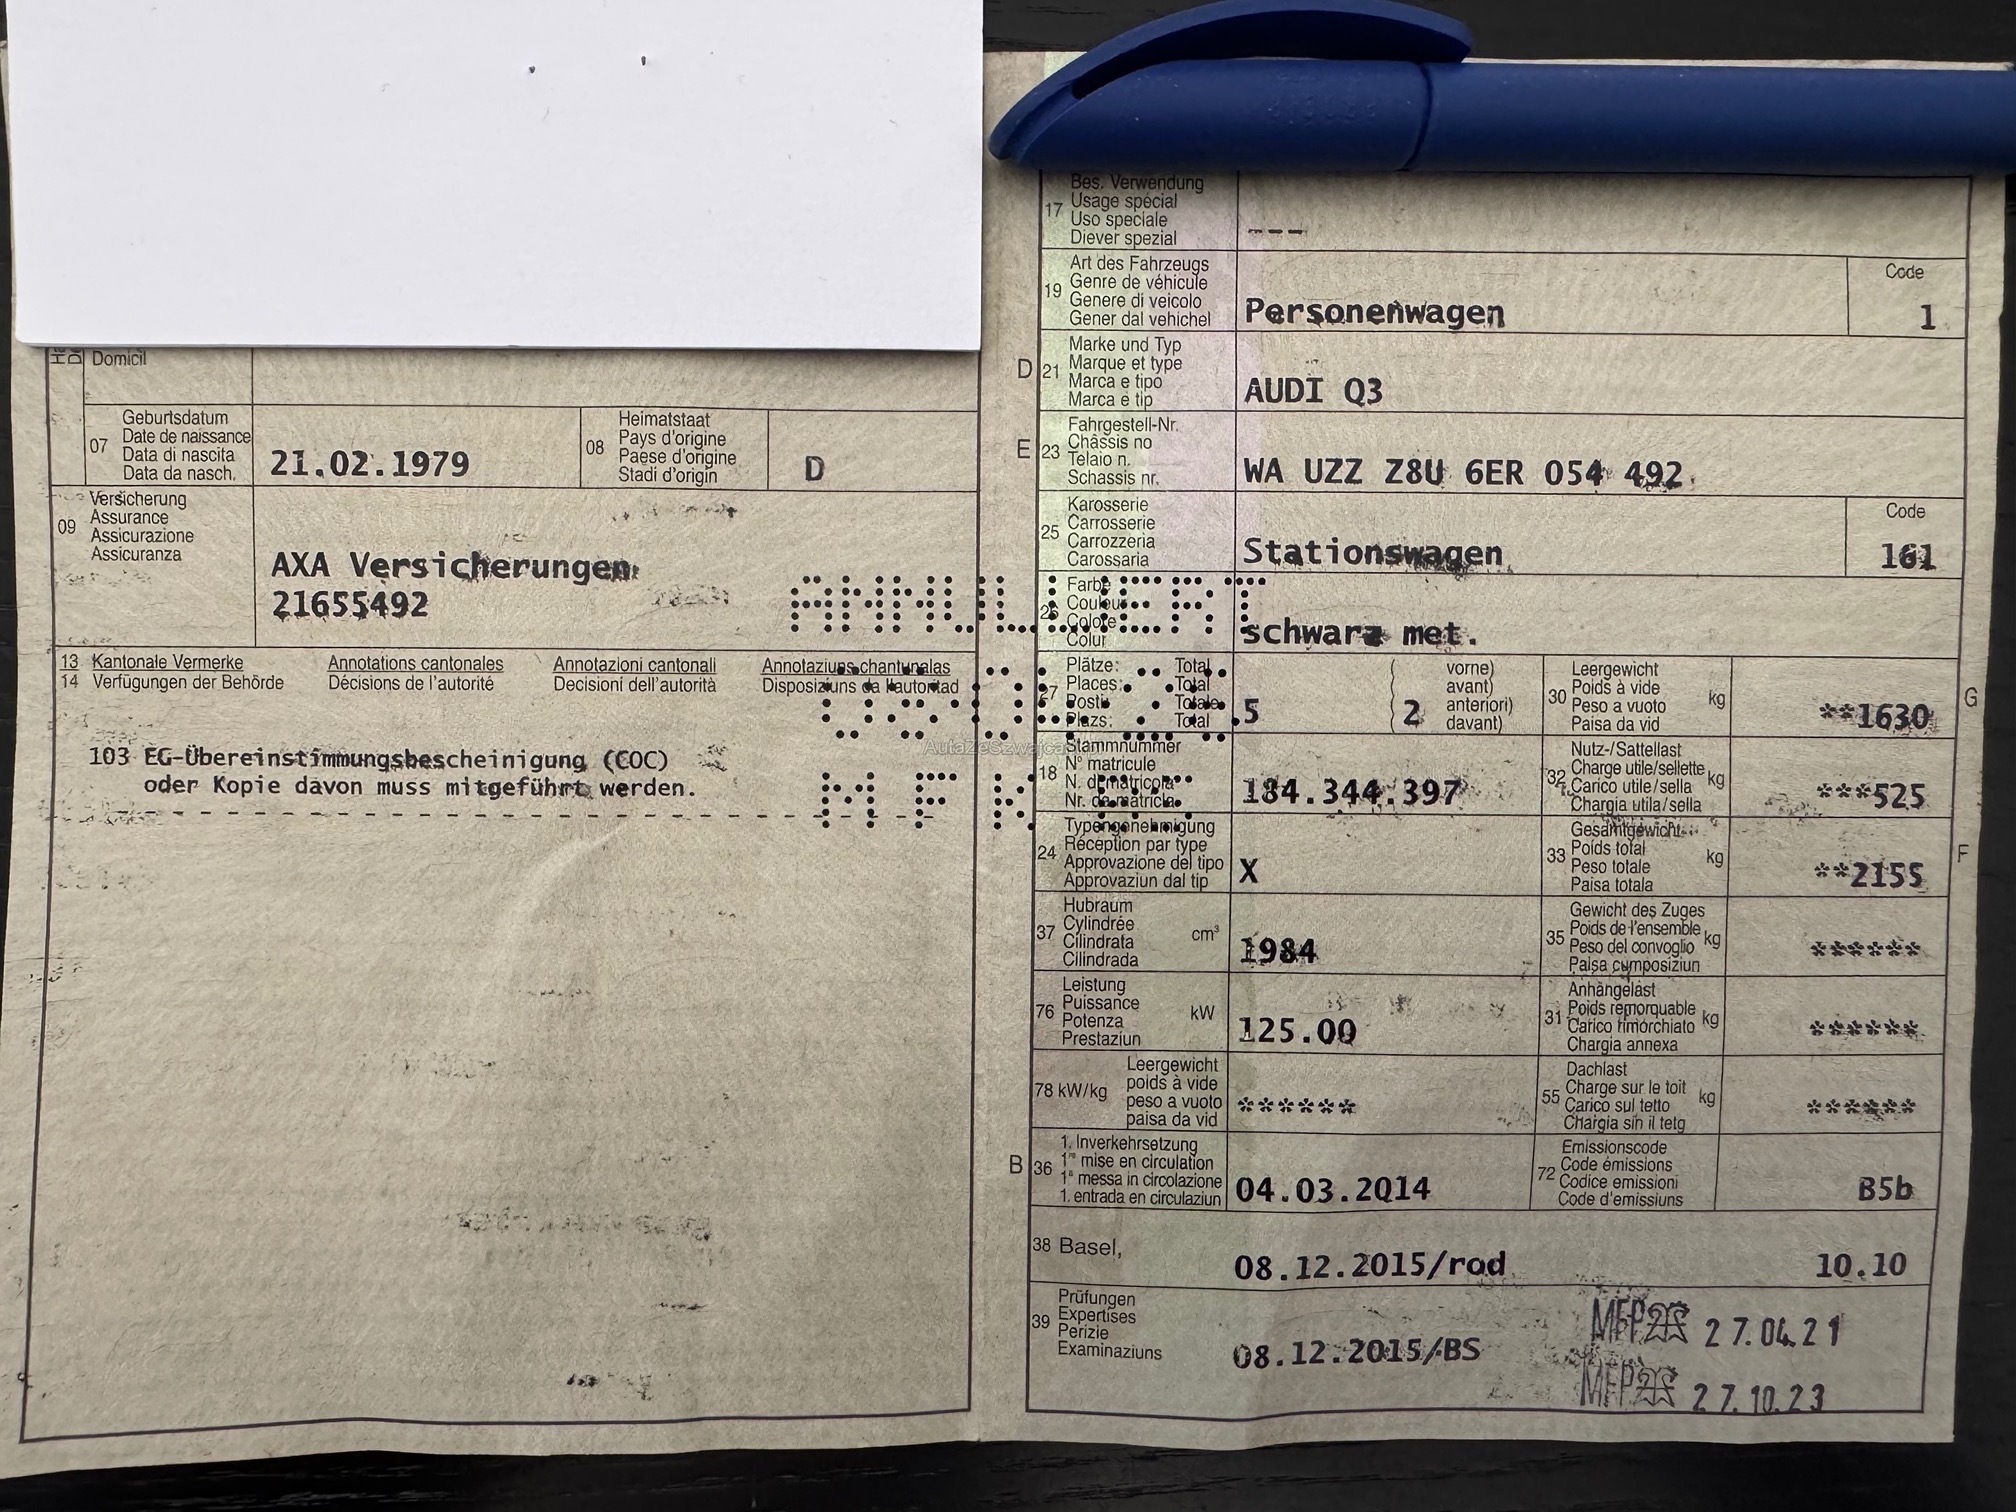 Domicil
07
Geburtsdatum
Date de naissance
Data di nascita
Data da nasch.
21.02.1979
08
Heimatstaat
Pays d'origine
Paese d'origine
Stadi d'origin
D
09
Versicherung
Assurance
Assicurazione
Assicuranza
AXA Versicherungen
21655492
13 Kantonale Vermerke Annotations cantonales Annotazioni cantonali Annotaziuns chantunalas
14 Verfügungen der Behörde Décisions de l'autorité Decisioni dell'autorità Disposiziuns da l'autoritad
103 EG-Übereinstimmungsbescheinigung (COC)
oder Kopie davon muss mitgeführt werden.
ANNULLIERT
MFK
AutaZeSzwajcarii
17
Bes. Verwendung
Usage spécial
Uso speciale
Diever spezial
---
19
Art des Fahrzeugs
Genre de véhicule
Genere di veicolo
Gener dal vehichel
Personenwagen
Code
1
D
21
Marke und Typ
Marque et type
Marca e tipo
Marca e tip
AUDI Q3
E
23
Fahrgestell-Nr.
Châssis no
Telaio n.
Schassis nr.
WA UZZ Z8U 6ER 054 492
25
Karosserie
Carrosserie
Carrozzeria
Carossaria
Stationswagen
Code
161
26
Farbe
Couleur
Colore
Colur
schwarz met.
27
Plätze: Total
Places: Total
Posti: Totale
Plazs: Total
5
( vorne)
avant)
anteriori)
( davant)
2
30
Leergewicht
Poids à vide
Peso a vuoto
Paisa da vid
kg
**1630
G
18
Stammnummer
N° matricule
N. di matricola
Nr. da matricla
184.344.397
32
Nutz-/Sattellast
Charge utile/sellette
Carico utile/sella
Chargia utila/sella
kg
***525
24
Typengenehmigung
Réception par type
Approvazione del tipo
Approvaziun dal tip
X
33
Gesamtgewicht
Poids total
Peso totale
Paisa totala
kg
**2155
F
37
Hubraum
Cylindrée
Cilindrata
Cilindrada
cm³
1984
35
Gewicht des Zuges
Poids de l'ensemble
Peso del convoglio
Paisa cumposiziun
kg
******
76
Leistung
Puissance
Potenza
Prestaziun
kW
125.00
31
Anhängelast
Poids remorquable
Carico rimorchiato
Chargia annexa
kg
******
78 kW/kg
Leergewicht
poids à vide
peso a vuoto
paisa da vid
******
55
Dachlast
Charge sur le toit
Carico sul tetto
Chargia sin il tetg
kg
******
B
36
1. Inverkehrsetzung
1re mise en circulation
1a messa in circolazione
1. entrada en circulaziun
04.03.2014
72
Emissionscode
Code émissions
Codice emissioni
Code d'emissiuns
B5b
38 Basel,
08.12.2015/rod
10.10
39
Prüfungen
Expertises
Perizie
Examinaziuns
08.12.2015/BS
MFP 27.04.21
MFP 27.10.23